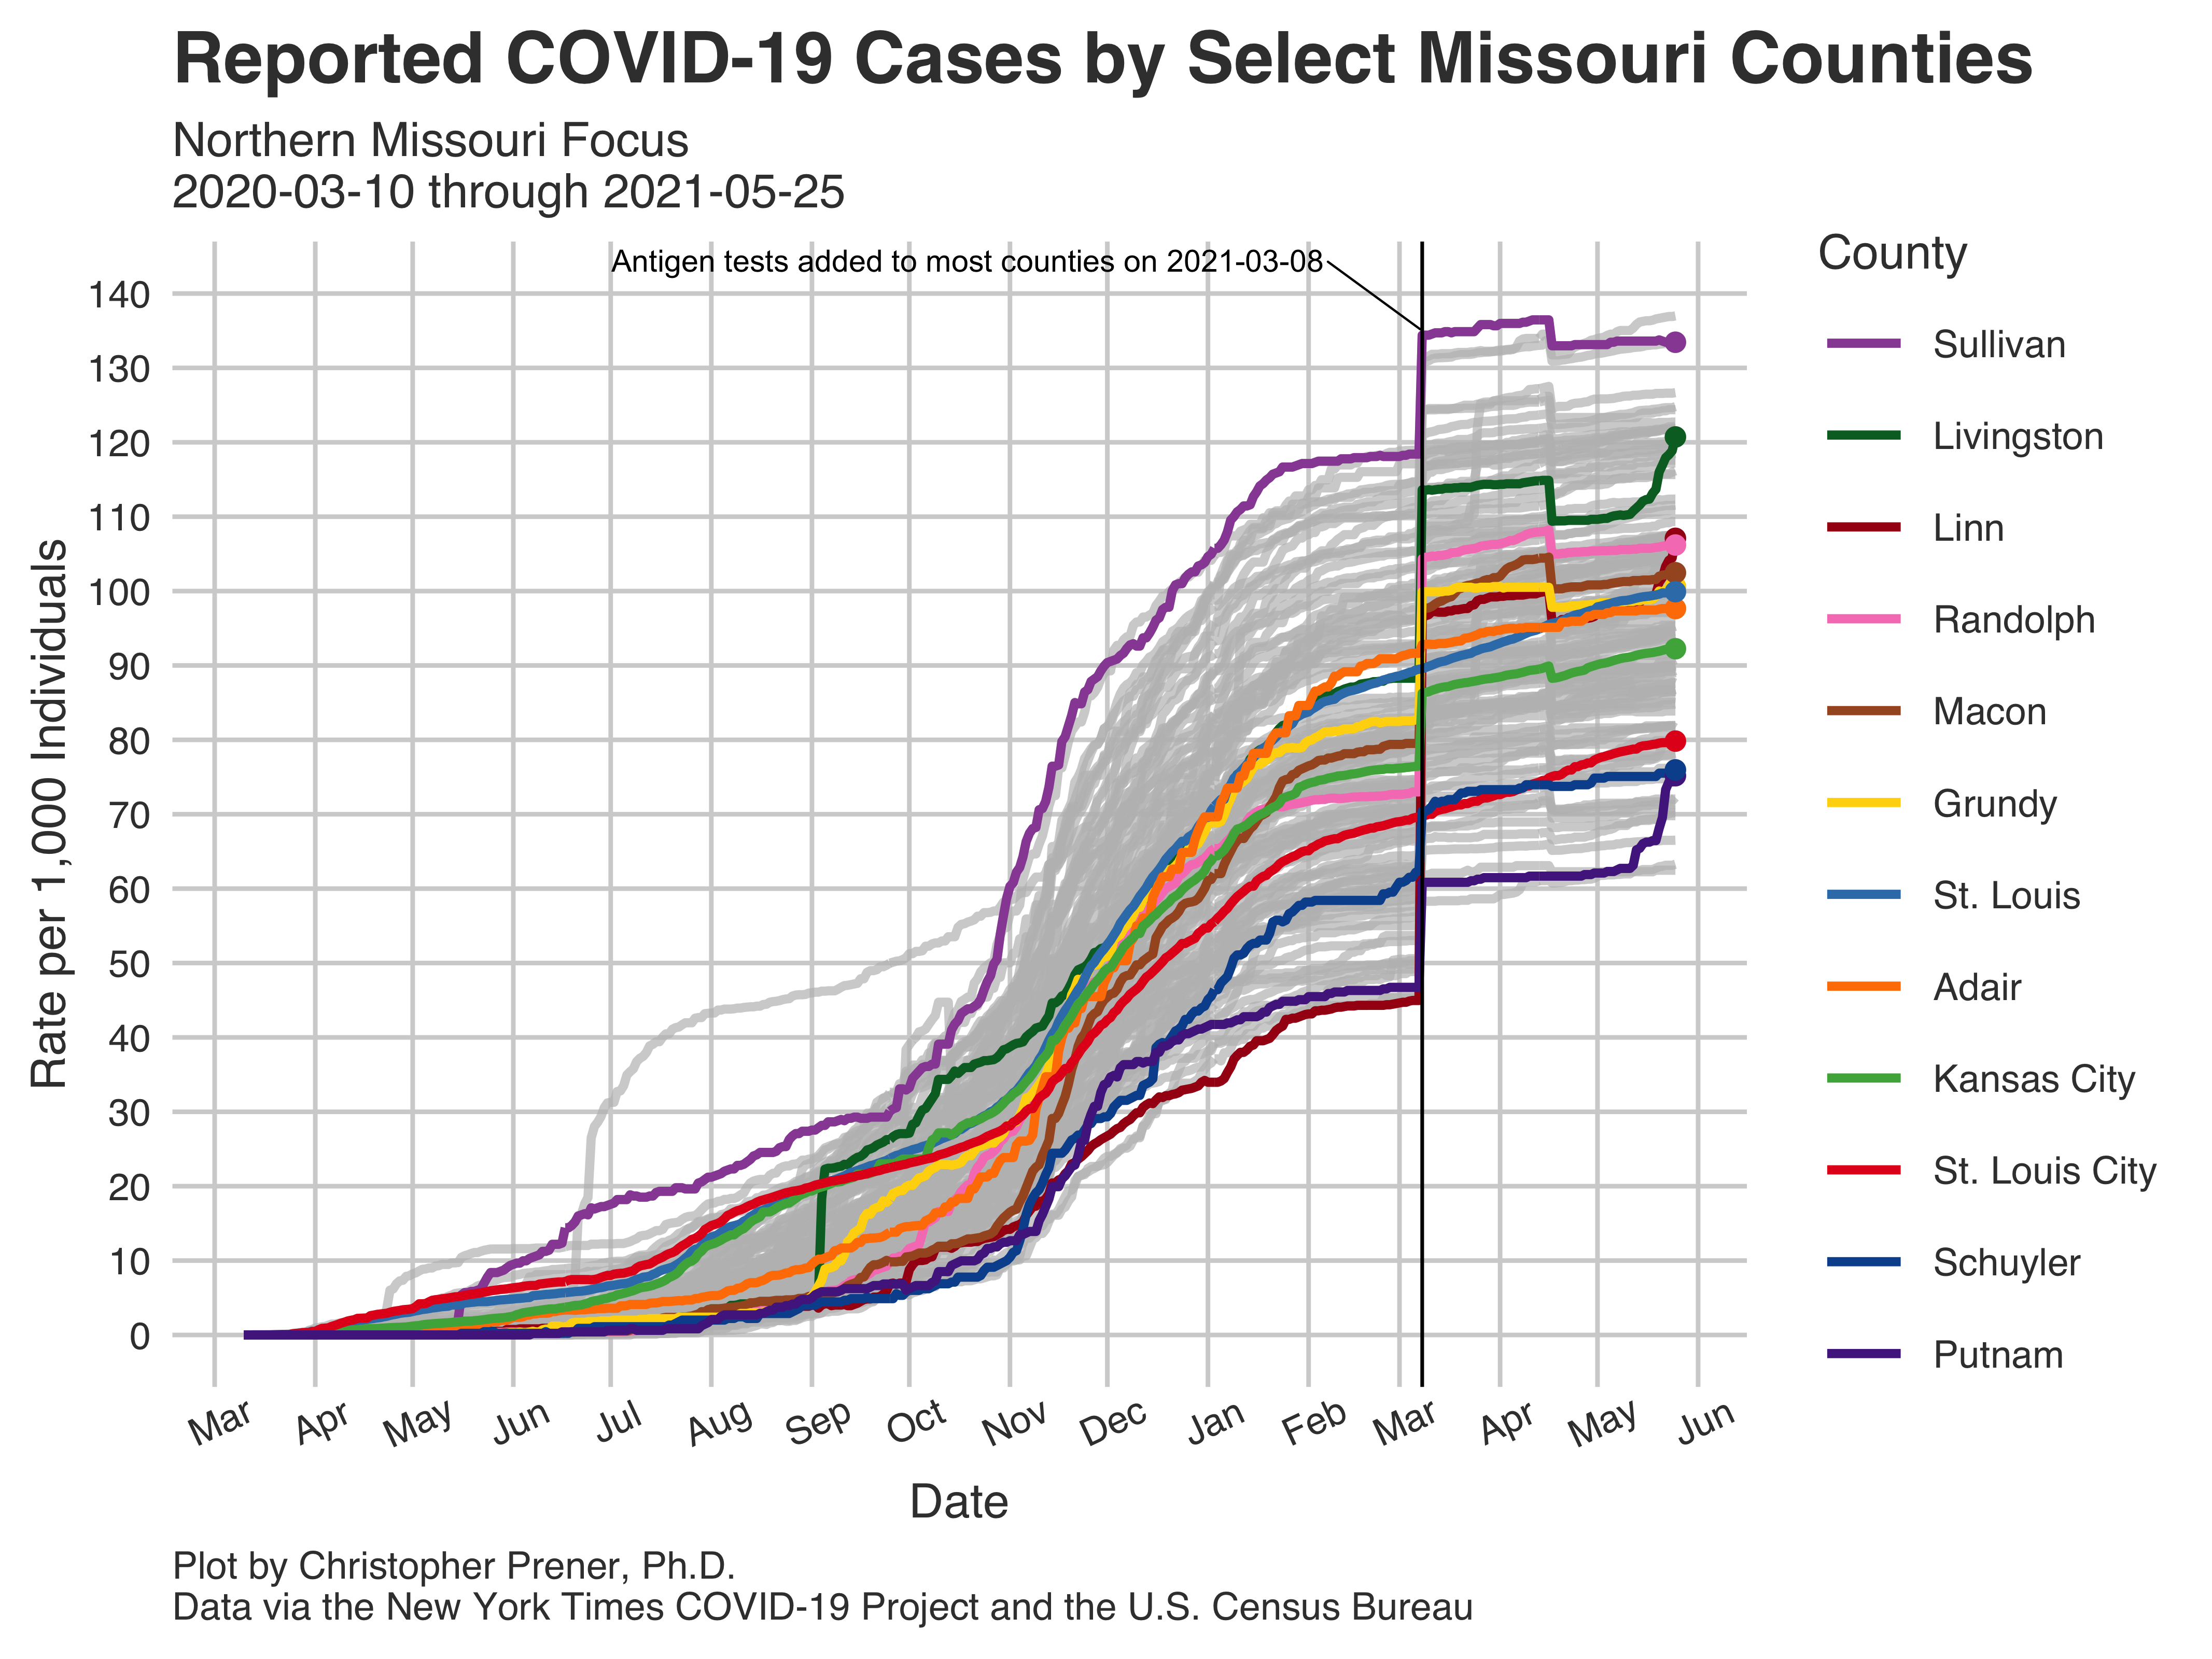 Reported COVID-19 Cases by Select Missouri Counties
Northern Missouri Focus
2020-03-10 through 2021-05-25
Antigen tests added to most counties on 2021-03-08
Rate per 1,000 Individuals
140
130
120
110
100
90
80
70
60
50
40
30
20
10
0
Mar Apr May Jun Jul Aug Sep Oct Nov Dec Jan Feb Mar Apr May Jun
Date
County
Sullivan
Livingston
Linn
Randolph
Macon
Grundy
St. Louis
Adair
Kansas City
St. Louis City
Schuyler
Putnam
Plot by Christopher Prener, Ph.D.
Data via the New York Times COVID-19 Project and the U.S. Census Bureau